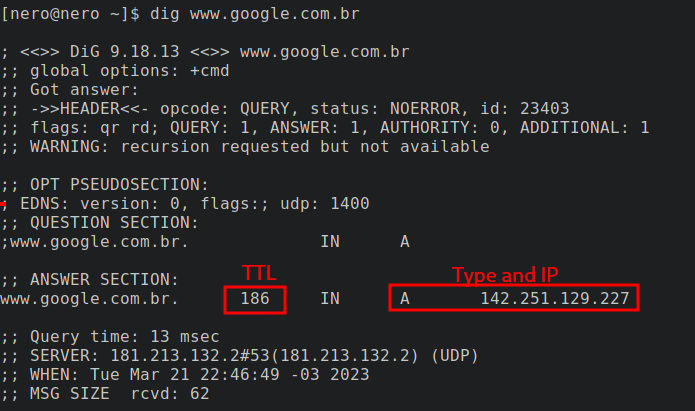 [nero@nero ~]$ dig www.google.com.br
; <<>> DiG 9.18.13 <<>> www.google.com.br
;; global options: +cmd
;; Got answer:
;; ->>HEADER<<- opcode: QUERY, status: NOERROR, id: 23403
;; flags: qr rd; QUERY: 1, ANSWER: 1, AUTHORITY: 0, ADDITIONAL: 1
;; WARNING: recursion requested but not available
;; OPT PSEUDOSECTION:
; EDNS: version: 0, flags:; udp: 1400
;; QUESTION SECTION:
;www.google.com.br. IN A
;; ANSWER SECTION:
TTL Type and IP
www.google.com.br. 186 IN A 142.251.129.227
;; Query time: 13 msec
;; SERVER: 181.213.132.2#53(181.213.132.2) (UDP)
;; WHEN: Tue Mar 21 22:46:49 -03 2023
;; MSG SIZE rcvd: 62